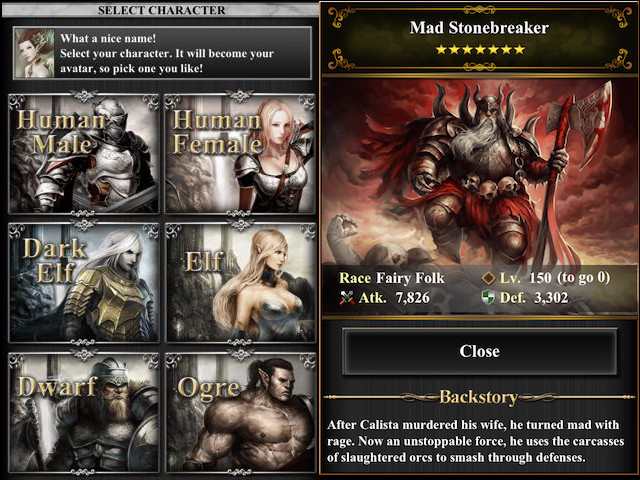 SELECT CHARACTER
What a nice name!
Select your character. It will become your
avatar, so pick one you like!
Human
Male
Human
Female
Dark
Elf
Elf
Dwarf
Ogre
Mad Stonebreaker
Race Fairy Folk
Lv. 150 (to go 0)
Atk. 7,826
Def. 3,302
Close
Backstory
After Calista murdered his wife, he turned mad with
rage. Now an unstoppable force, he uses the carcasses
of slaughtered orcs to smash through defenses.